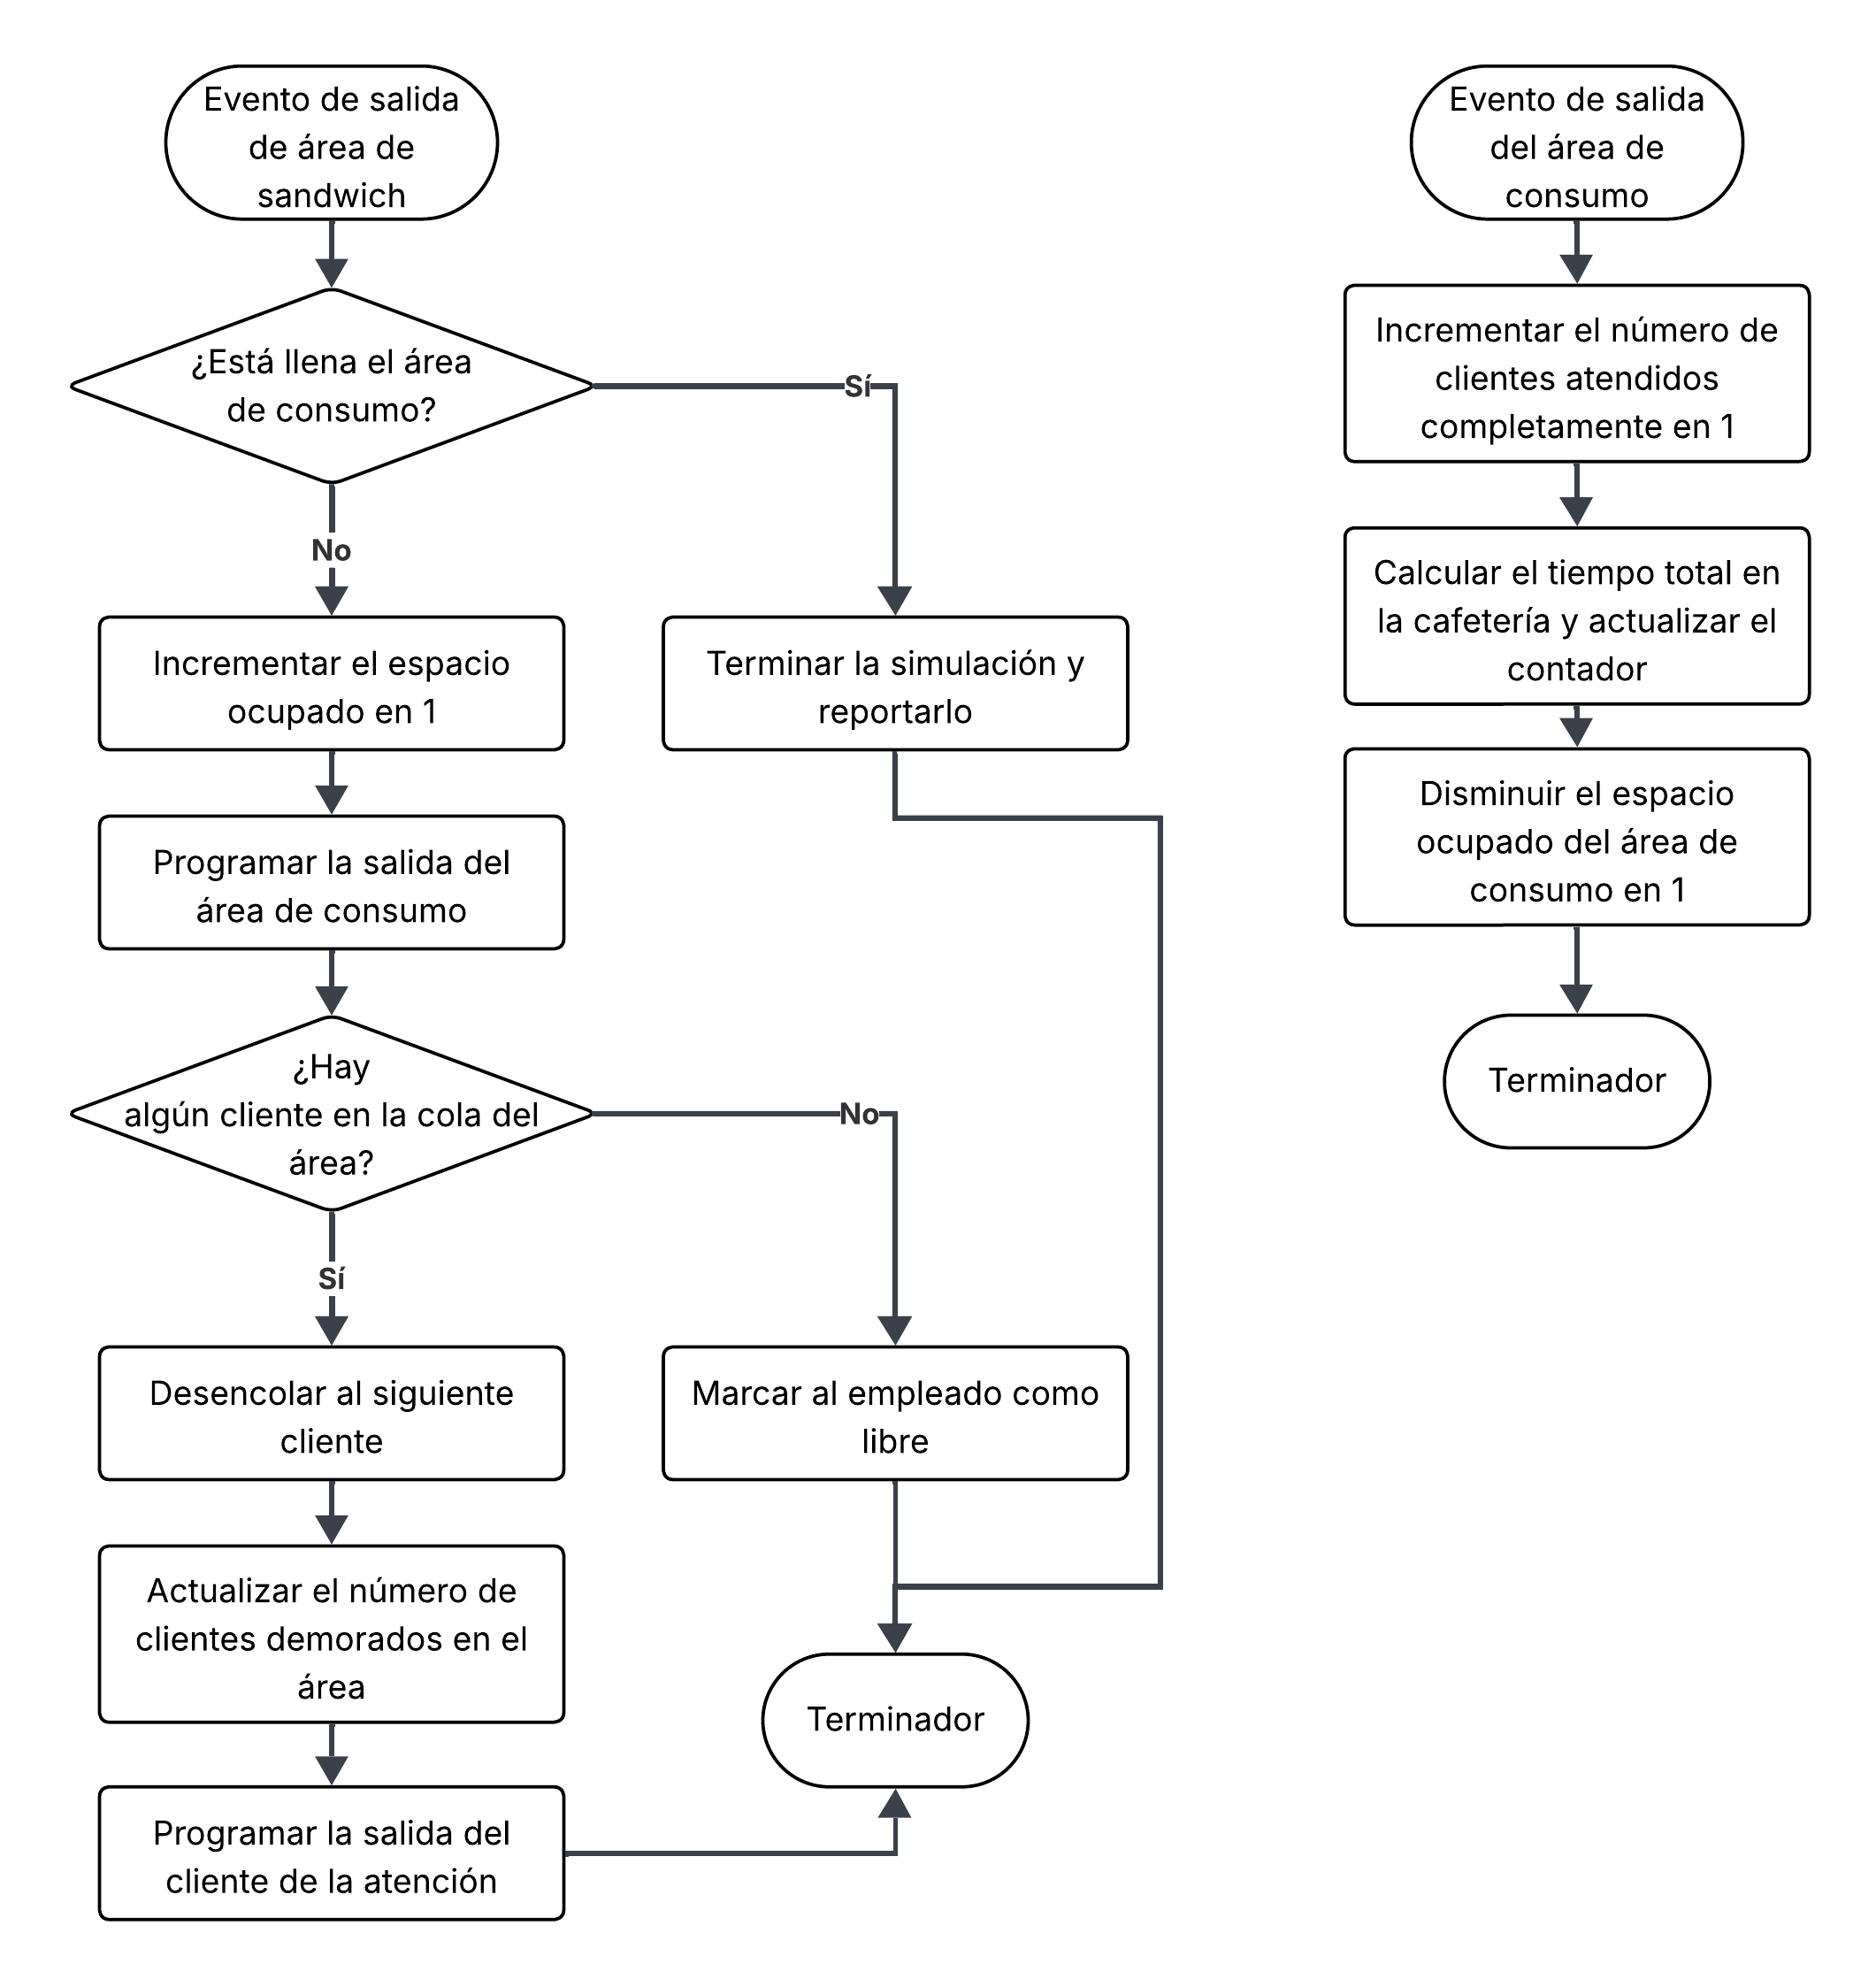 Evento de salida
de área de
sandwich
¿Está llena el área
de consumo?
Sí
No
Incrementar el espacio
ocupado en 1
Terminar la simulación y
reportarlo
Programar la salida del
área de consumo
¿Hay
algún cliente en la cola del
área?
No
Sí
Desencolar al siguiente
cliente
Marcar al empleado como
libre
Actualizar el número de
clientes demorados en el
área
Terminador
Programar la salida del
cliente de la atención
Evento de salida
del área de
consumo
Incrementar el número de
clientes atendidos
completamente en 1
Calcular el tiempo total en
la cafetería y actualizar el
contador
Disminuir el espacio
ocupado del área de
consumo en 1
Terminador